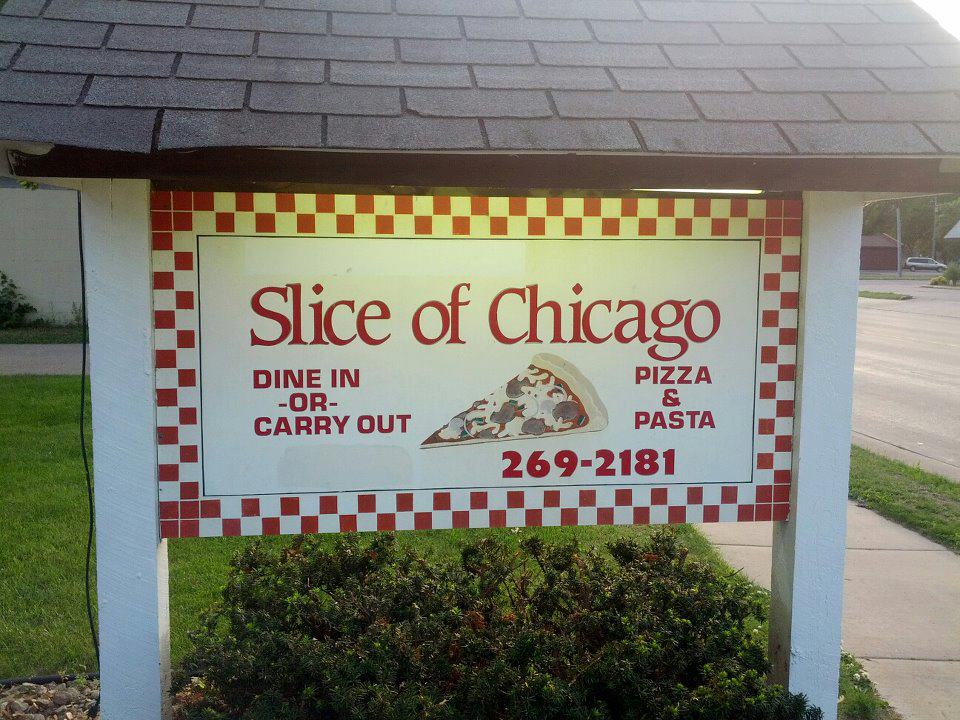 Slice of Chicago
DINE IN
-OR-
CARRY OUT
PIZZA
&
PASTA
269-2181